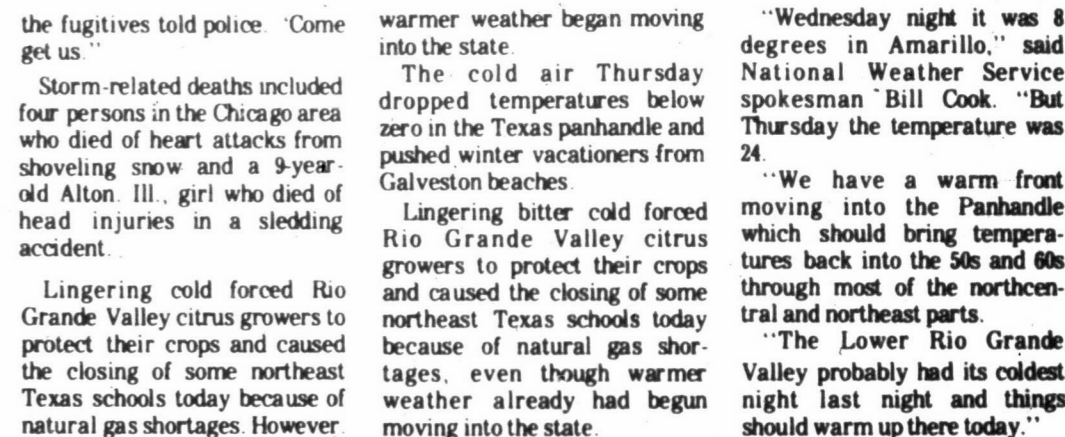 the fugitives told police. 'Come
get us."
Storm-related deaths included
four persons in the Chicago area
who died of heart attacks from
shoveling snow and a 9-year-
old Alton. Ill., girl who died of
head injuries in a sledding
accident.
Lingering cold forced Rio
Grande Valley citrus growers to
protect their crops and caused
the closing of some northeast
Texas schools today because of
natural gas shortages. However
warmer weather began moving
into the state.
The cold air Thursday
dropped temperatures below
zero in the Texas panhandle and
pushed winter vacationers from
Galveston beaches.
Lingering bitter cold forced
Rio Grande Valley citrus
growers to protect their crops
and caused the closing of some
northeast Texas schools today
because of natural gas shor-
tages, even though warmer
weather already had begun
moving into the state.
"Wednesday night it was 8
degrees in Amarillo," said
National Weather Service
spokesman Bill Cook. "But
Thursday the temperature was
24.
"We have a warm front
moving into the Panhandle
which should bring tempera-
tures back into the 50s and 60s
through most of the northcen-
tral and northeast parts.
"The Lower Rio Grande
Valley probably had its coldest
night last night and things
should warm up there today."